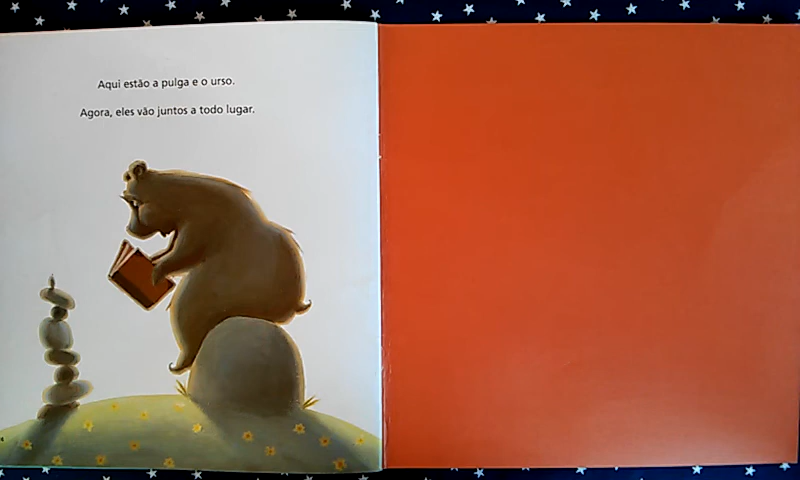 Aqui estão a pulga e o urso.
Agora, eles vão juntos a todo lugar.